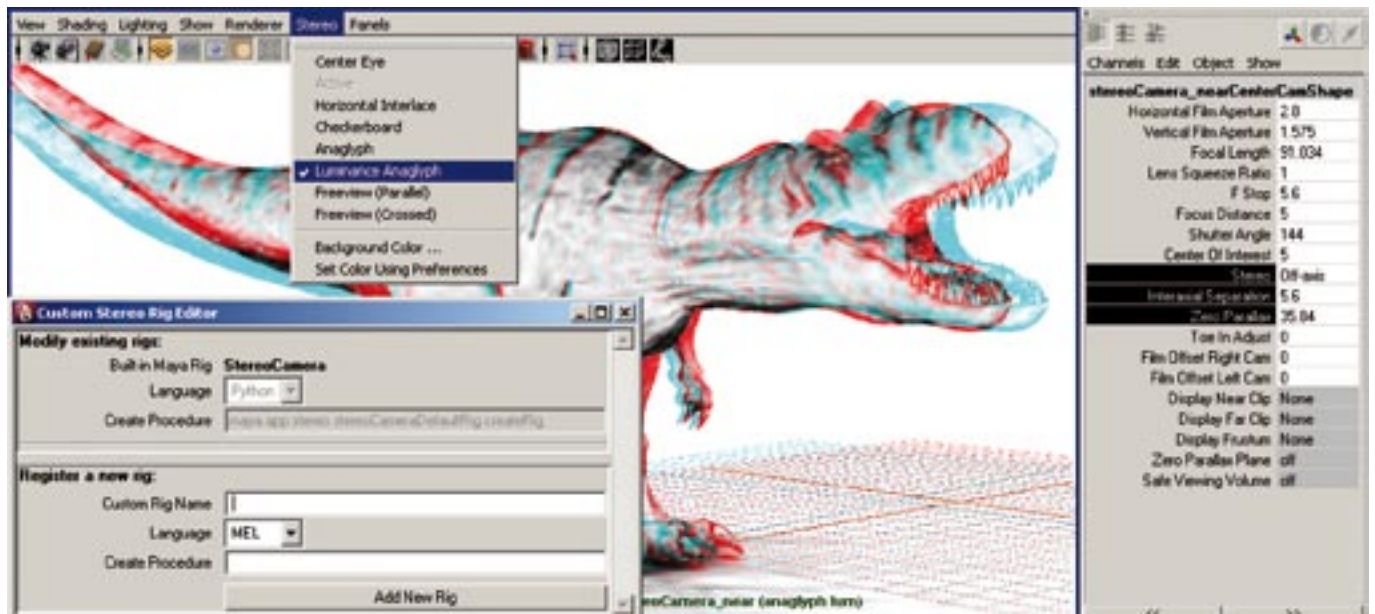 View Shading Lighting Show Renderer Stereo Panels
Center Eye
Active
Horizontal Interlace
Checkerboard
Anaglyph
Luminance Anaglyph
Freeview (Parallel)
Freeview (Crossed)
Background Color ...
Set Color Using Preferences
Custom Stereo Rig Editor
Modify existing rigs:
Built-in Maya Rig StereoCamera
Language Python
Create Procedure maya.app.stereo.stereoCameraDefaultRig.createRig
Register a new rig:
Custom Rig Name
Language MEL
Create Procedure
Add New Rig
eoCamera_near (anaglyph lum)
Channels Edit Object Show
stereoCamera_nearCenterCamShape
Horizontal Film Aperture 2.8
Vertical Film Aperture 1.575
Focal Length 91.034
Lens Squeeze Ratio 1
F Stop 5.6
Focus Distance 5
Shutter Angle 144
Center Of Interest 5
Stereo Off-axis
Interaxial Separation 5.6
Zero Parallax 35.84
Toe In Adjust 0
Film Offset Right Cam 0
Film Offset Left Cam 0
Display Near Clip None
Display Far Clip None
Display Frustum None
Zero Parallax Plane off
Safe Viewing Volume off